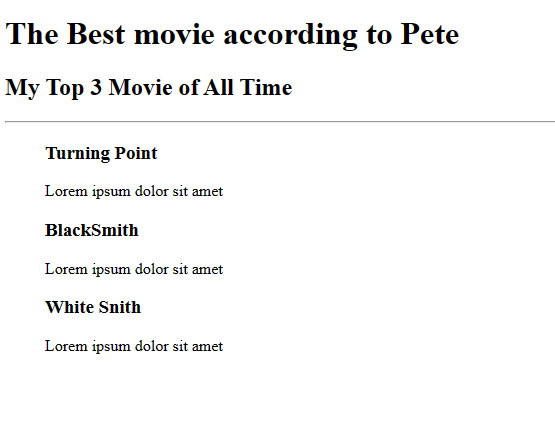 The Best movie according to Pete
My Top 3 Movie of All Time
Turning Point
Lorem ipsum dolor sit amet
BlackSmith
Lorem ipsum dolor sit amet
White Snith
Lorem ipsum dolor sit amet